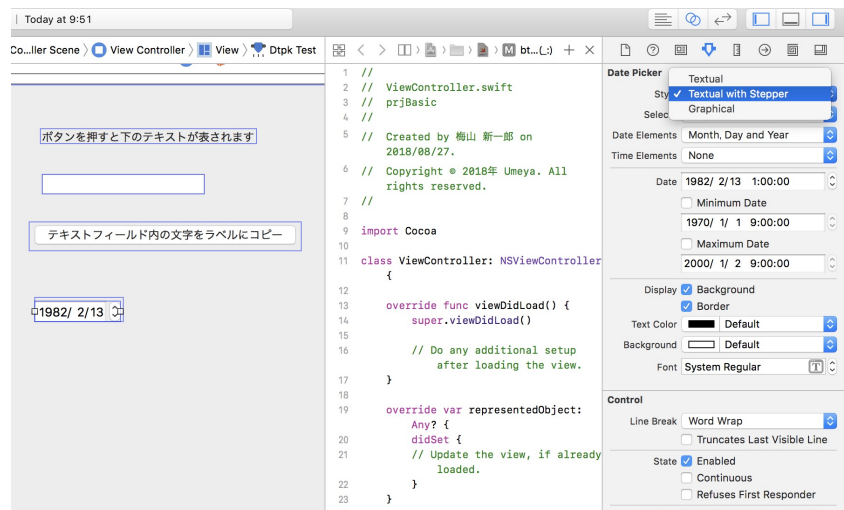 Today at 9:51
Co...ller Scene 〉 View Controller 〉 View 〉 Dtpk Test
bt...(_:)
ボタンを押すと下のテキストが表されます
テキストフィールド内の文字をラベルにコピー
1982/ 2/13
1 //
2 // ViewController.swift
3 // prjBasic
4 //
5 // Created by 梅山 新一郎 on
2018/08/27.
6 // Copyright © 2018年 Umeya. All
rights reserved.
7 //
8
9 import Cocoa
10
11 class ViewController: NSViewController
{
12
13 override func viewDidLoad() {
14 super.viewDidLoad()
15
16 // Do any additional setup
after loading the view.
17 }
18
19 override var representedObject:
Any? {
20 didSet {
21 // Update the view, if already
loaded.
22 }
23 }
Date Picker
Textual
Sty ✓ Textual with Stepper
Graphical
Selec
Date Elements Month, Day and Year
Time Elements None
Date 1982/ 2/13 1:00:00
Minimum Date
1970/ 1/ 1 9:00:00
Maximum Date
2000/ 1/ 2 9:00:00
Display Background
Border
Text Color Default
Background Default
Font System Regular T
Control
Line Break Word Wrap
Truncates Last Visible Line
State Enabled
Continuous
Refuses First Responder